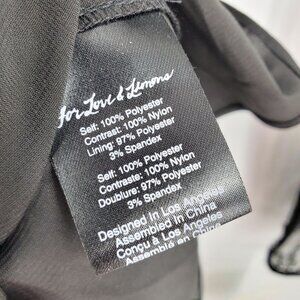 For Love & Lemons
Self: 100% Polyester
Contrast: 100% Nylon
Lining: 97% Polyester
3% Spandex
Self: 100% Polyester
Contraste: 100% Nylon
Doublure: 97% Polyester
3% Spandex
Designed in Los Angeles
Assembled in China
Conçu à Los Angeles
Assemblé en Chine